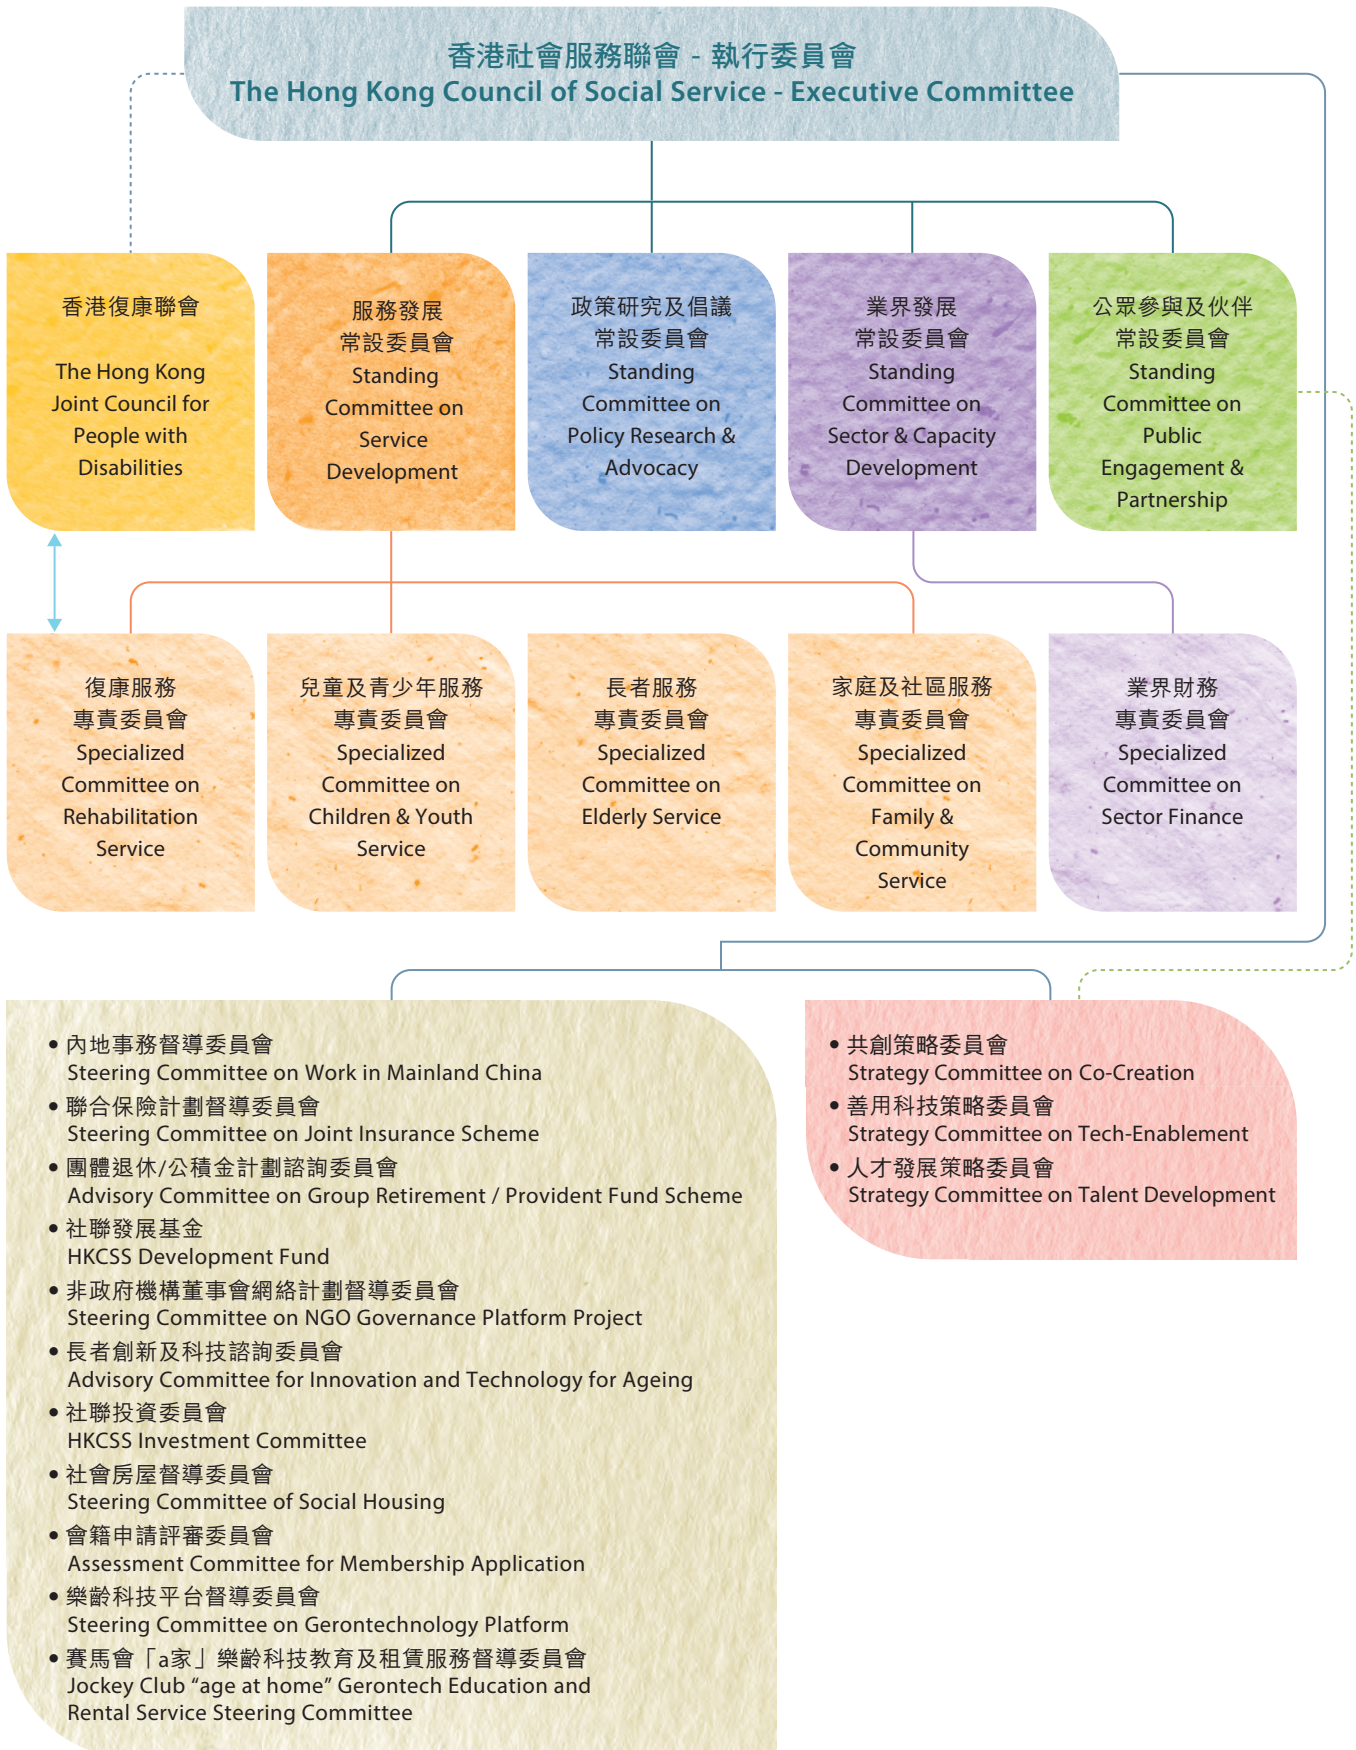 香港社會服務聯會 - 執行委員會
The Hong Kong Council of Social Service - Executive Committee
香港復康聯會
The Hong Kong
Joint Council for
People with
Disabilities
服務發展
常設委員會
Standing
Committee on
Service
Development
政策研究及倡議
常設委員會
Standing
Committee on
Policy Research &
Advocacy
業界發展
常設委員會
Standing
Committee on
Sector & Capacity
Development
公眾參與及伙伴
常設委員會
Standing
Committee on
Public
Engagement &
Partnership
復康服務
專責委員會
Specialized
Committee on
Rehabilitation
Service
兒童及青少年服務
專責委員會
Specialized
Committee on
Children & Youth
Service
長者服務
專責委員會
Specialized
Committee on
Elderly Service
家庭及社區服務
專責委員會
Specialized
Committee on
Family &
Community
Service
業界財務
專責委員會
Specialized
Committee on
Sector Finance
• 內地事務督導委員會
Steering Committee on Work in Mainland China
• 聯合保險計劃督導委員會
Steering Committee on Joint Insurance Scheme
• 團體退休/公積金計劃諮詢委員會
Advisory Committee on Group Retirement / Provident Fund Scheme
• 社聯發展基金
HKCSS Development Fund
• 非政府機構董事會網絡計劃督導委員會
Steering Committee on NGO Governance Platform Project
• 長者創新及科技諮詢委員會
Advisory Committee for Innovation and Technology for Ageing
• 社聯投資委員會
HKCSS Investment Committee
• 社會房屋督導委員會
Steering Committee of Social Housing
• 會籍申請評審委員會
Assessment Committee for Membership Application
• 樂齡科技平台督導委員會
Steering Committee on Gerontechnology Platform
• 賽馬會「a家」樂齡科技教育及租賃服務督導委員會
Jockey Club “age at home” Gerontech Education and
Rental Service Steering Committee
• 共創策略委員會
Strategy Committee on Co-Creation
• 善用科技策略委員會
Strategy Committee on Tech-Enablement
• 人才發展策略委員會
Strategy Committee on Talent Development